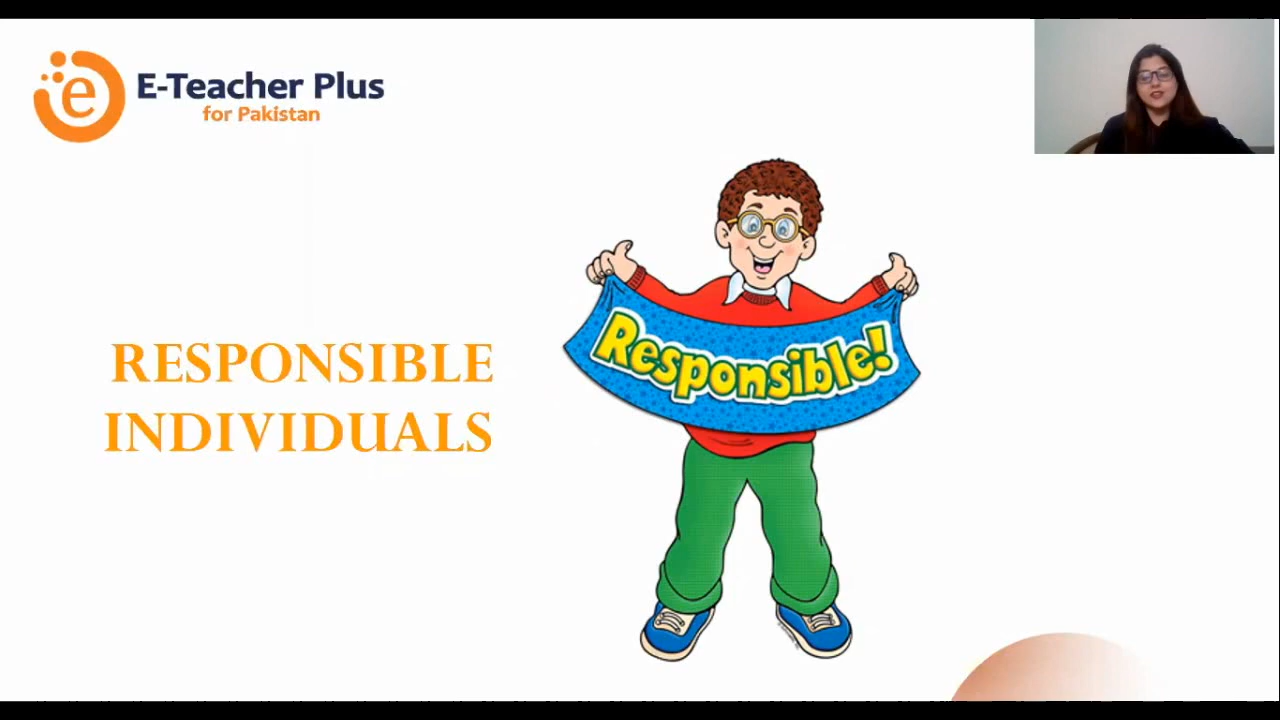 e
E-Teacher Plus
for Pakistan
RESPONSIBLE
INDIVIDUALS
Responsible!